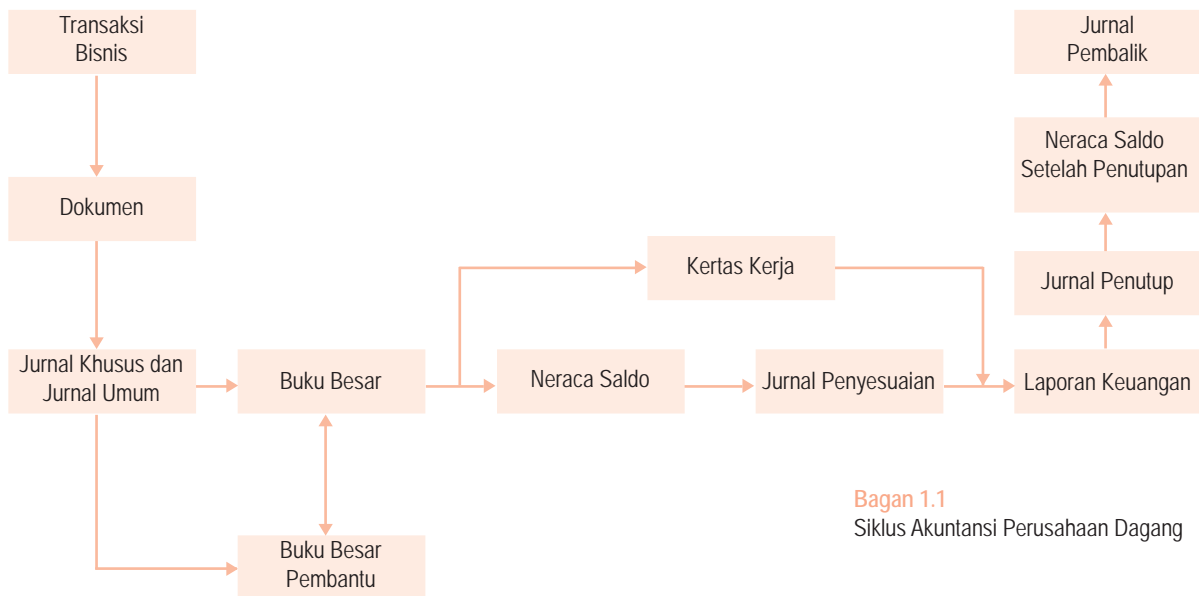 Transaksi
Bisnis
Dokumen
Jurnal Khusus dan
Jurnal Umum
Buku Besar
Buku Besar
Pembantu
Kertas Kerja
Neraca Saldo
Jurnal Penyesuaian
Laporan Keuangan
Jurnal Penutup
Neraca Saldo
Setelah Penutupan
Jurnal
Pembalik
Bagan 1.1
Siklus Akuntansi Perusahaan Dagang